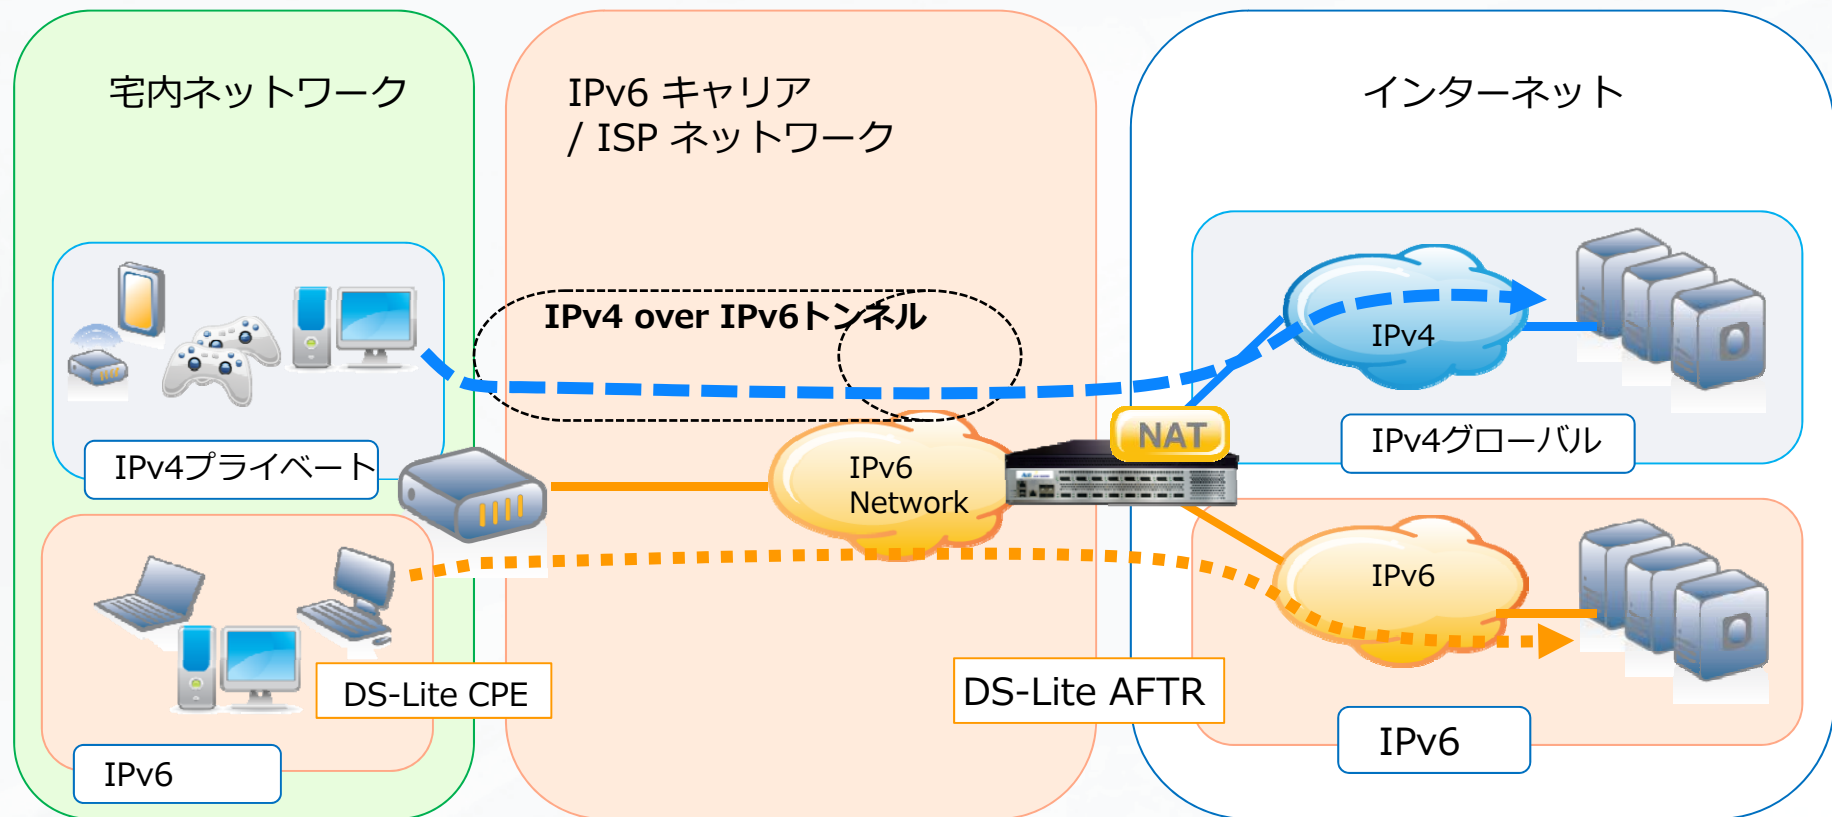 宅内ネットワーク
IPv6 キャリア
/ ISP ネットワーク
インターネット
IPv4 over IPv6トンネル
IPv4
NAT
IPv4プライベート
IPv4グローバル
IPv6
Network
IPv6
DS-Lite CPE
DS-Lite AFTR
IPv6
IPv6